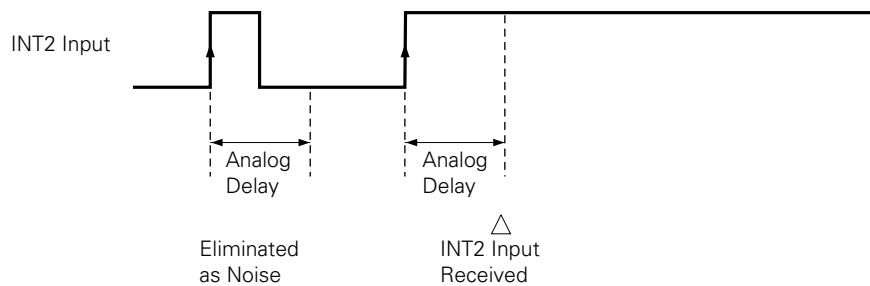 INT2 Input
Analog
Delay
Analog
Delay
Eliminated
as Noise
INT2 Input
Received